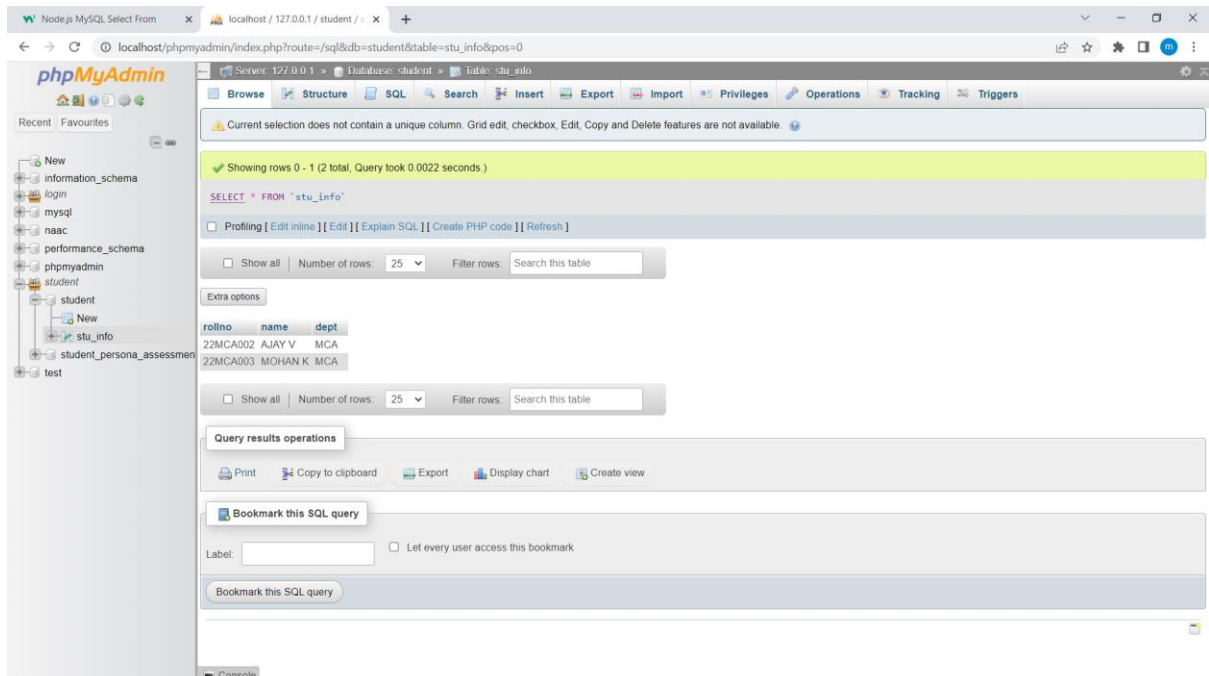 Node.js MySQL Select From
localhost / 127.0.0.1 / student / s
localhost/phpmyadmin/index.php?route=/sql&db=student&table=stu_info&pos=0
m
phpMyAdmin
Recent Favourites
New
information_schema
login
mysql
naac
performance_schema
phpmyadmin
student
student
New
stu_info
student_persona_assessmen
test
Server: 127.0.0.1 » Database: student » Table: stu_info
Browse Structure SQL Search Insert Export Import Privileges Operations Tracking Triggers
Current selection does not contain a unique column. Grid edit, checkbox, Edit, Copy and Delete features are not available.
Showing rows 0 - 1 (2 total, Query took 0.0022 seconds.)
SELECT * FROM `stu_info`
Profiling [ Edit inline ] [ Edit ] [ Explain SQL ] [ Create PHP code ] [ Refresh ]
Show all | Number of rows: 25 Filter rows: Search this table
Extra options
rollno name dept
22MCA002 AJAY V MCA
22MCA003 MOHAN K MCA
Show all | Number of rows: 25 Filter rows: Search this table
Query results operations
Print Copy to clipboard Export Display chart Create view
Bookmark this SQL query
Label: Let every user access this bookmark
Bookmark this SQL query
Console